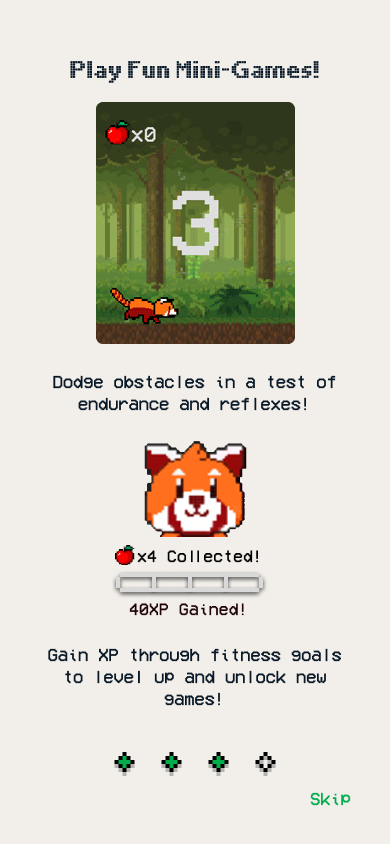 Play Fun Mini-Games!
x0
3
Dodge obstacles in a test of
endurance and reflexes!
x4 Collected!
40XP Gained!
Gain XP through fitness goals
to level up and unlock new
games!
Skip